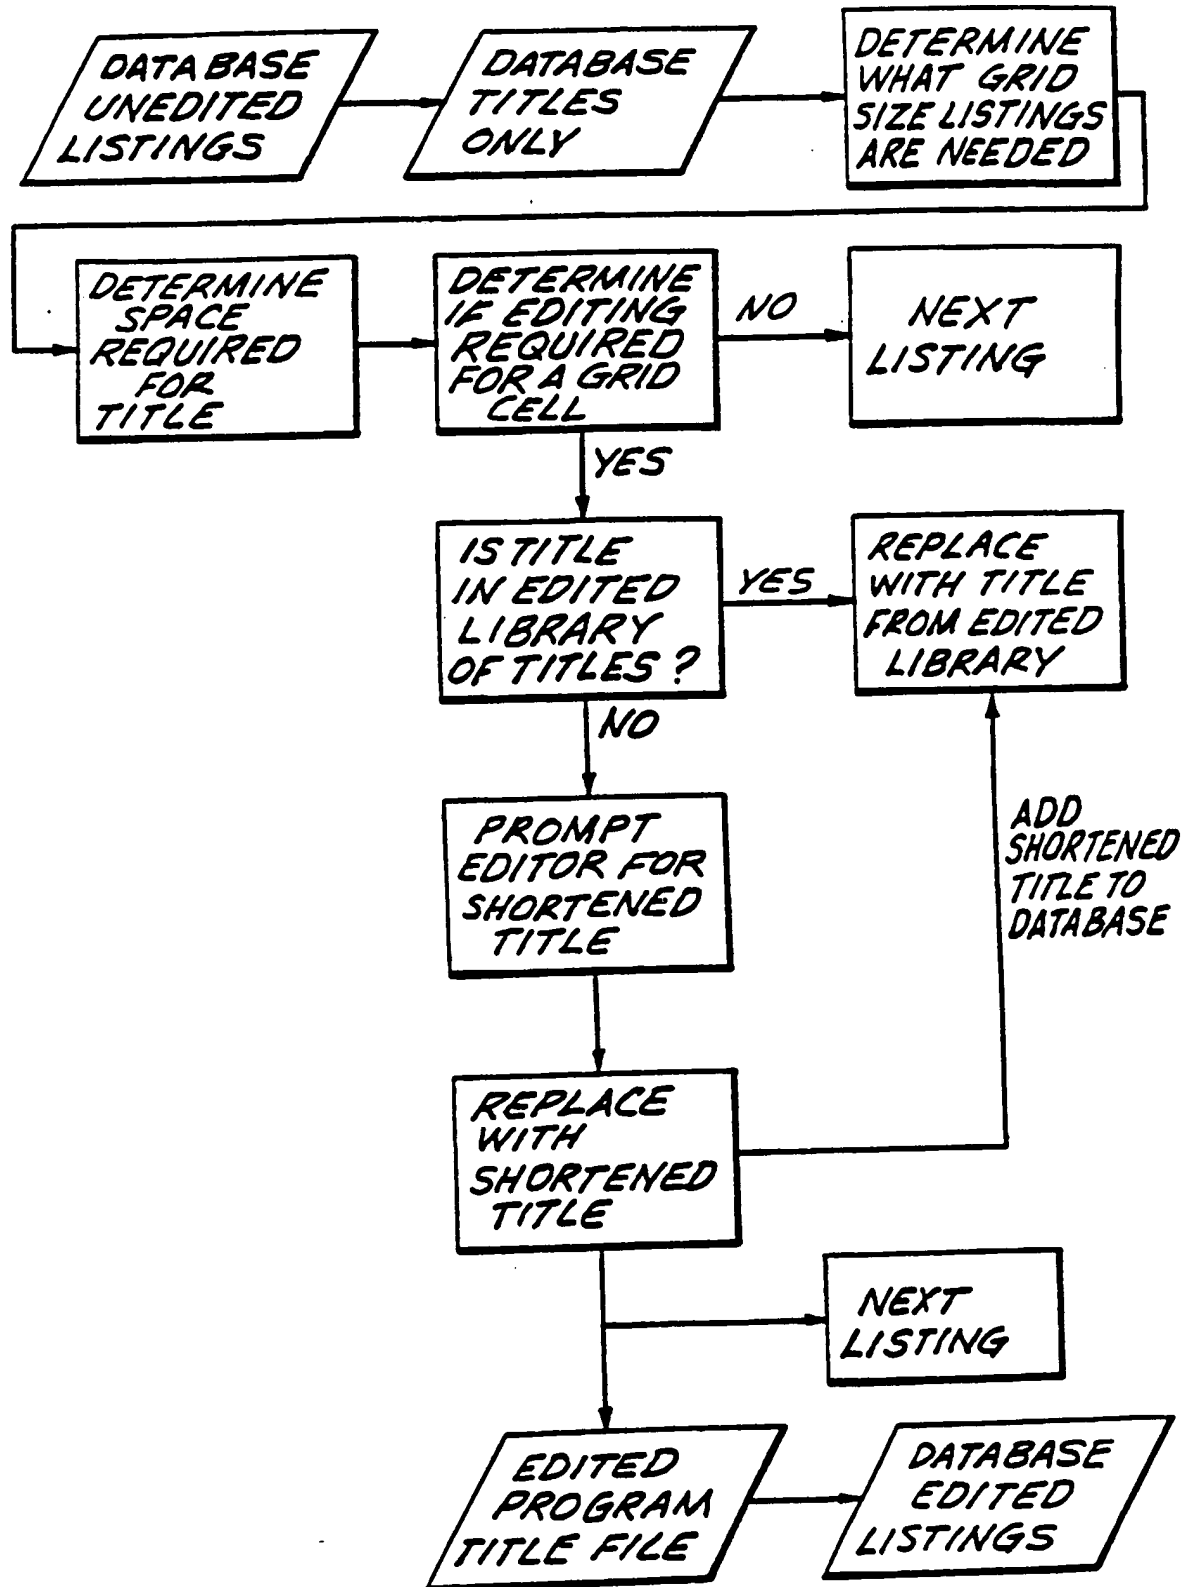 DATABASE
UNEDITED
LISTINGS
DATABASE
TITLES
ONLY
DETERMINE
WHAT GRID
SIZE LISTINGS
ARE NEEDED
DETERMINE
SPACE
REQUIRED
FOR
TITLE
DETERMINE
IF EDITING
REQUIRED
FOR A GRID
CELL
NO
NEXT
LISTING
YES
IS TITLE
IN EDITED
LIBRARY
OF TITLES?
YES
REPLACE
WITH TITLE
FROM EDITED
LIBRARY
NO
PROMPT
EDITOR FOR
SHORTENED
TITLE
ADD
SHORTENED
TITLE TO
DATABASE
REPLACE
WITH
SHORTENED
TITLE
NEXT
LISTING
EDITED
PROGRAM
TITLE FILE
DATABASE
EDITED
LISTINGS